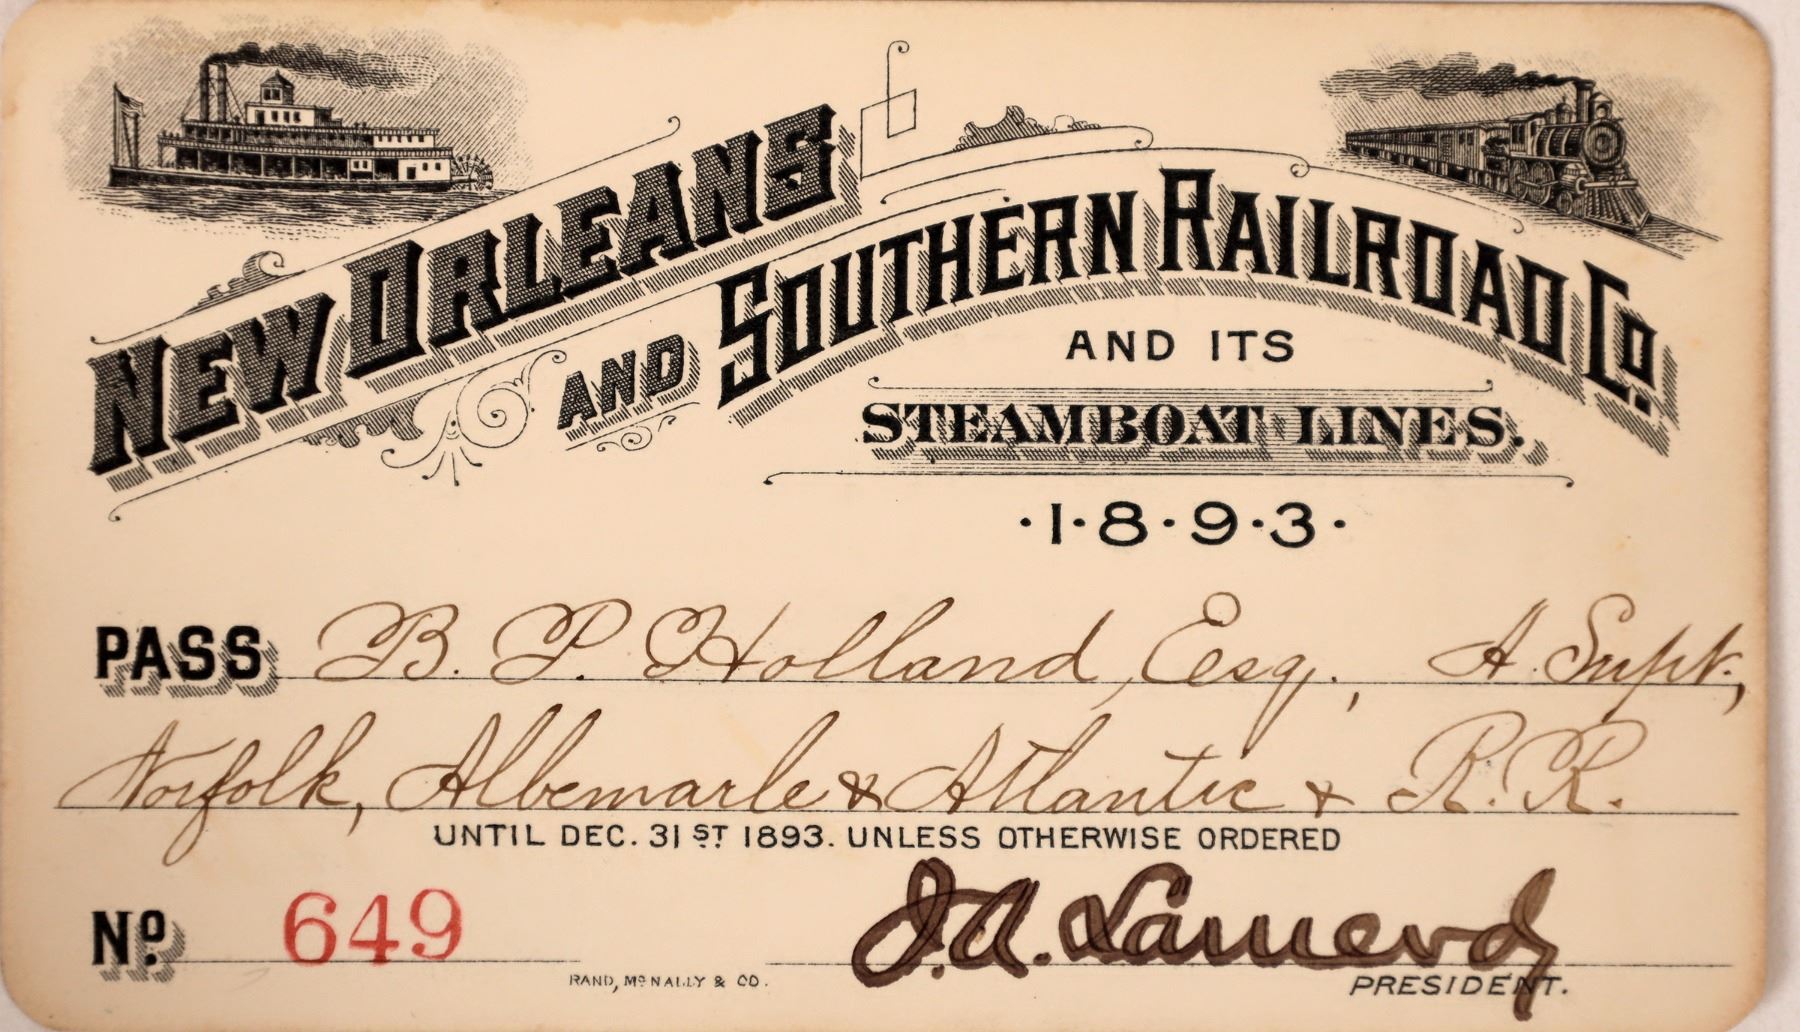 NEW ORLEANS
AND SOUTHERN RAILROAD CO.
AND ITS
STEAMBOAT LINES.
·1·8·9·3·
PASS B. P. Holland, Esq., A. Supt.,
Norfolk, Albemarle & Atlantic & R. R.
UNTIL DEC. 31ST 1893. UNLESS OTHERWISE ORDERED
No. 649 J. A.
RAND, McNALLY & CO.
PRESIDENT.